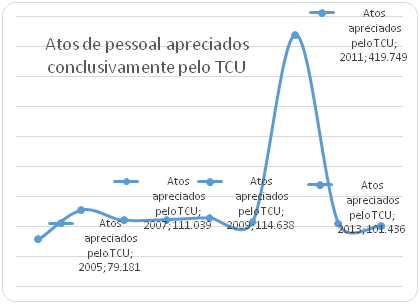 Atos de pessoal apreciados
conclusivamente pelo TCU
Atos
apreciados
pelo TCU;
2011; 419.749
Atos
apreciados
pelo TCU;
2005; 79.181
Atos
apreciados
pelo TCU;
2007; 111.039
Atos
apreciados
pelo TCU;
2009; 114.638
Atos
apreciados
pelo TCU;
2013; 101.436